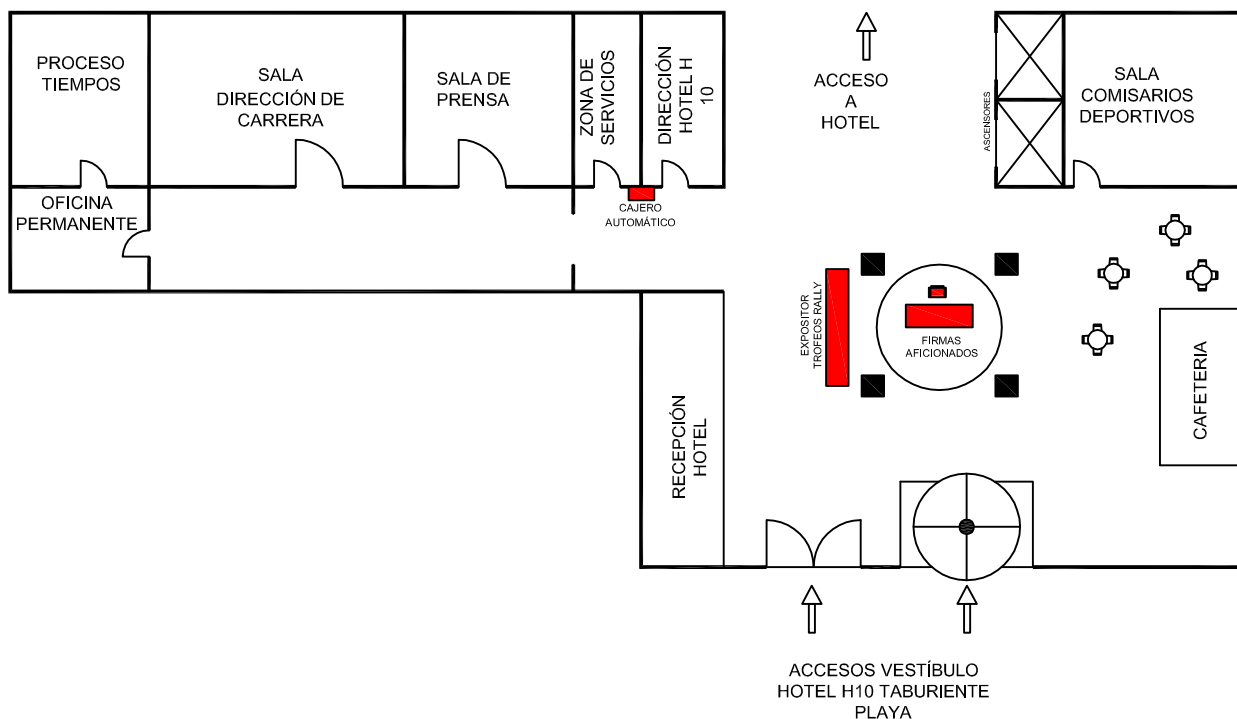 PROCESO
TIEMPOS
SALA
DIRECCIÓN DE
CARRERA
SALA DE
PRENSA
ZONA DE
SERVICIOS
DIRECCIÓN
HOTEL H
10
ACCESO
A
HOTEL
ASCENSORES
SALA
COMISARIOS
DEPORTIVOS
OFICINA
PERMANENTE
CAJERO
AUTOMÁTICO
EXPOSITOR
TROFEOS RALLY
FIRMAS
AFICIONADOS
RECEPCIÓN
HOTEL
CAFETERIA
ACCESOS VESTÍBULO
HOTEL H10 TABURIENTE
PLAYA